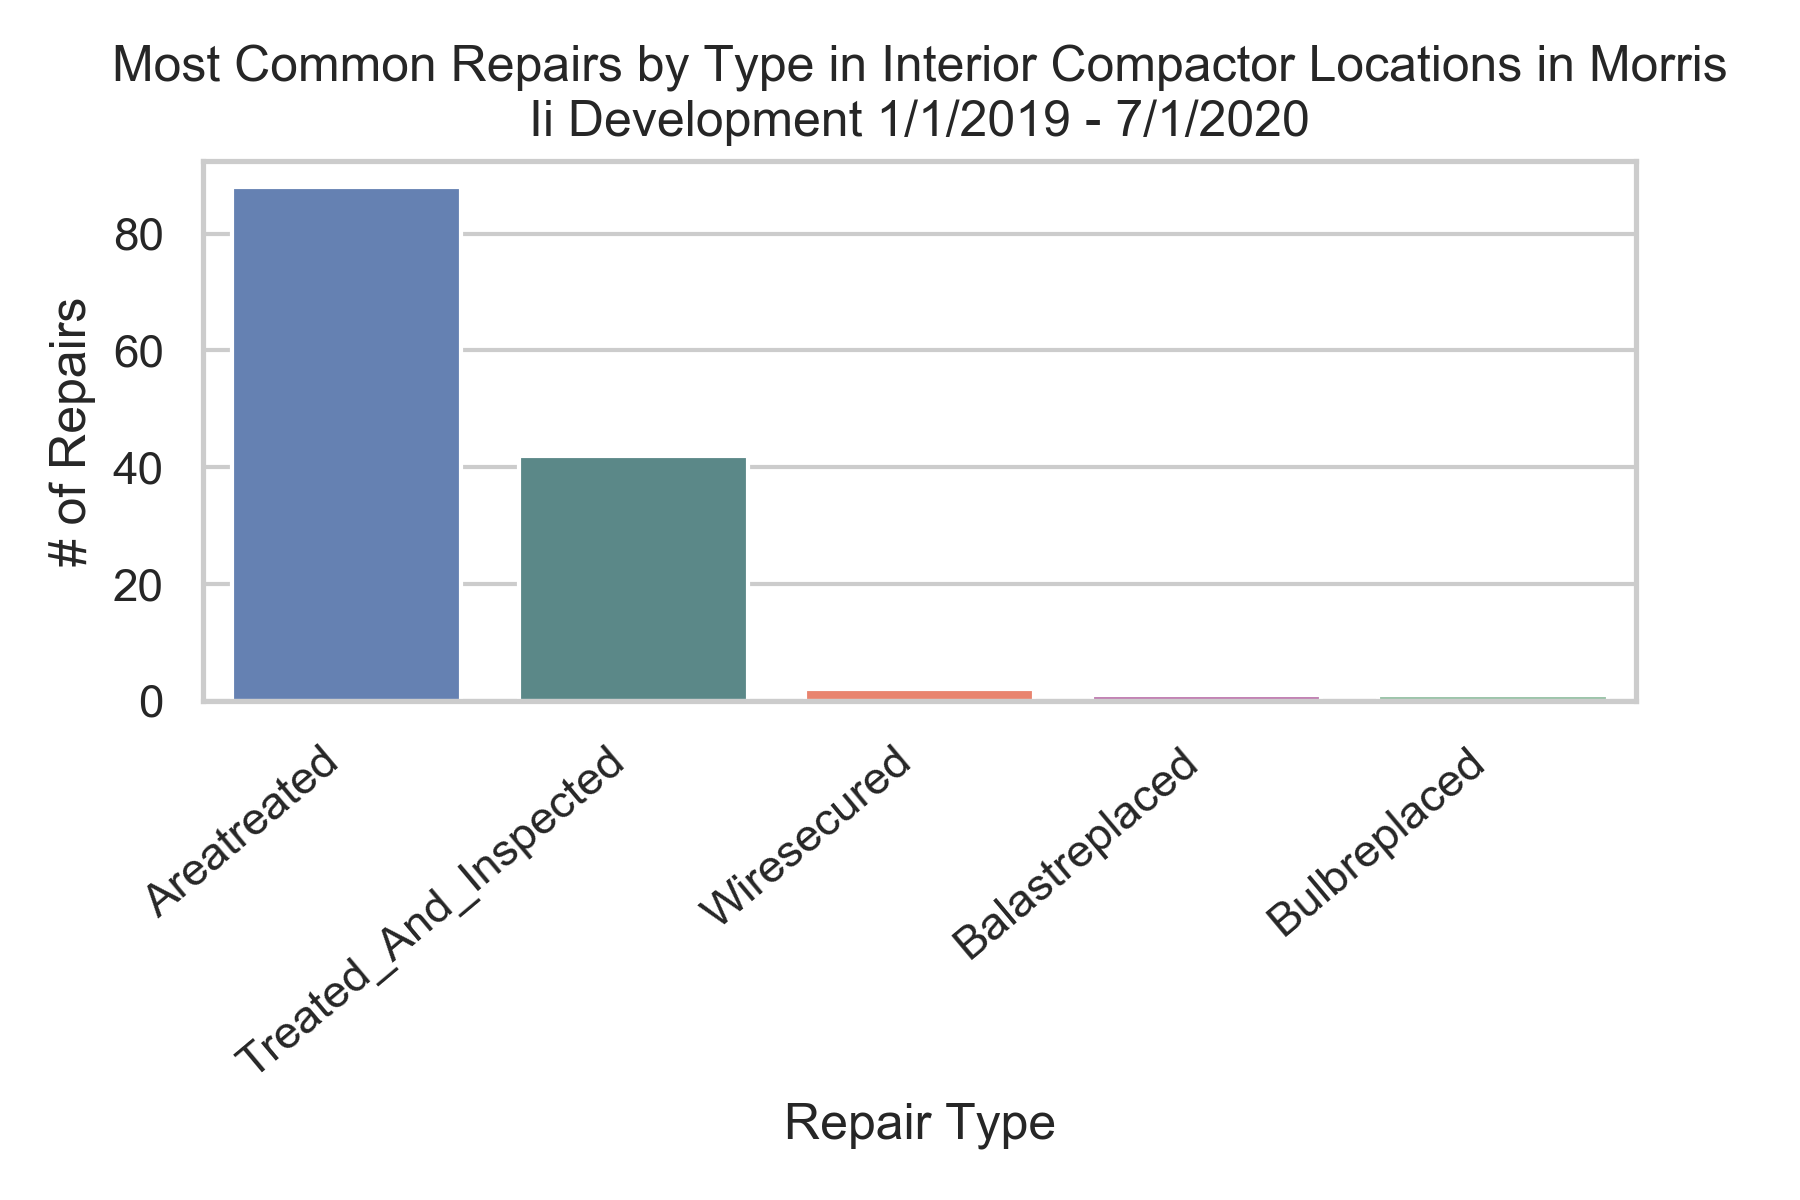 Most Common Repairs by Type in Interior Compactor Locations in Morris
Ii Development 1/1/2019 - 7/1/2020
# of Repairs
80
60
40
20
0
Areatreated
Treated_And_Inspected
Wiresecured
Balastreplaced
Bulbreplaced
Repair Type